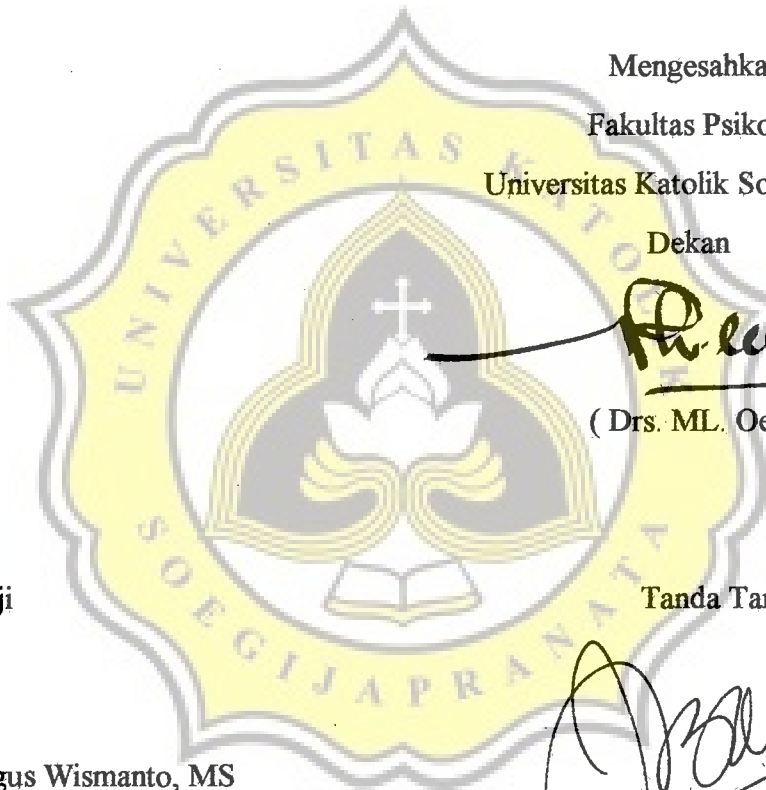 Mengesahka
Fakultas Psiko
Universitas Katolik So
Dekan
( Drs. ML. Oe
ji
Tanda Tan
gus Wismanto, MS
UNIVERSITAS KATOLIK
SOEGIJAPRANATA